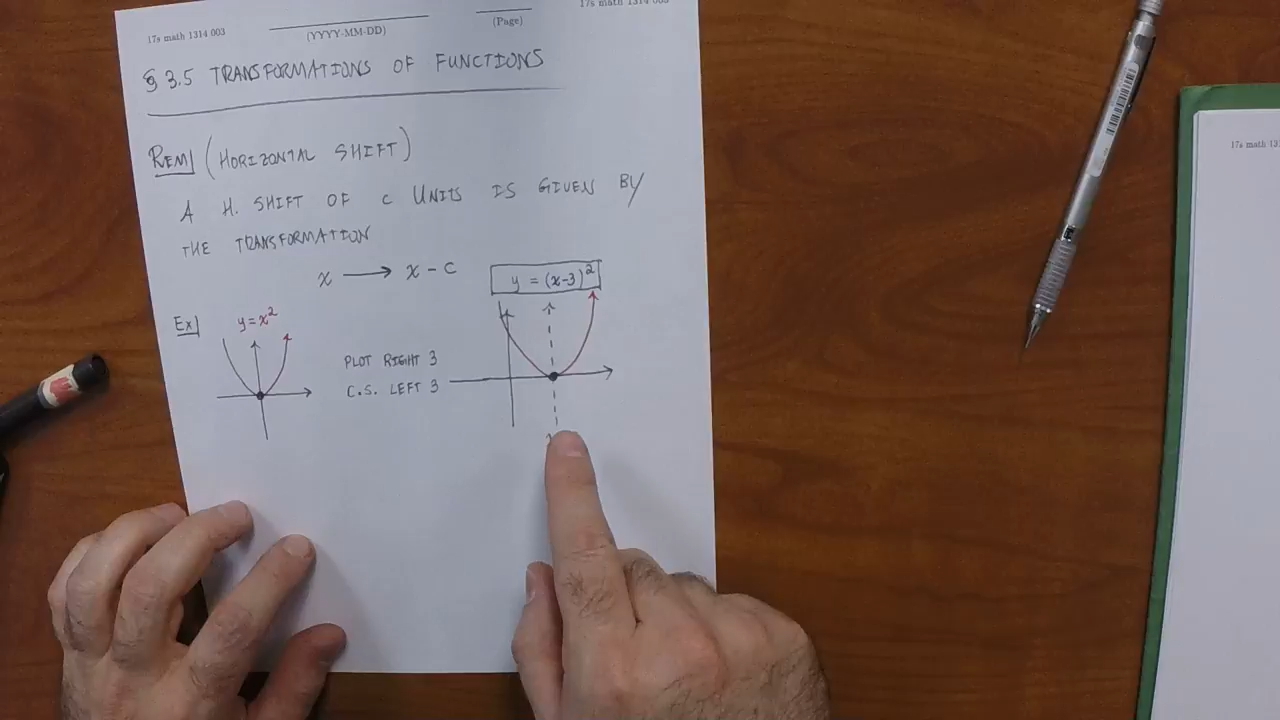 17s math 1314 003
(YYYY-MM-DD)
(Page)
17s math 1314 003
§ 3.5 TRANSFORMATIONS OF FUNCTIONS
REM (HORIZONTAL SHIFT)
A H. SHIFT OF c UNITS IS GIVEN BY
THE TRANSFORMATION
x → x - c
y = (x-3)²
Ex
y=x²
PLOT RIGHT 3
C.S. LEFT 3
17s math